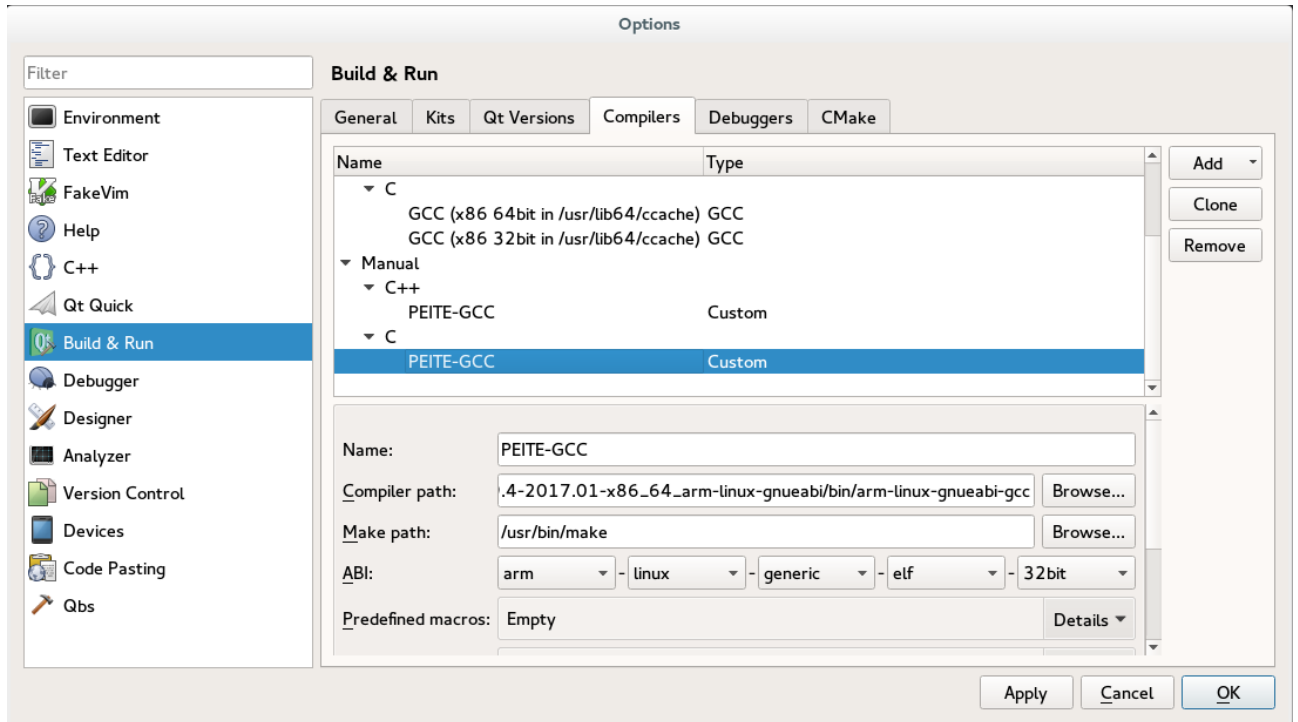 Options
Filter
Environment
Text Editor
FakeVim
Help
C++
Qt Quick
Build & Run
Debugger
Designer
Analyzer
Version Control
Devices
Code Pasting
Qbs
Build & Run
General Kits Qt Versions Compilers Debuggers CMake
Name Type
C
GCC (x86 64bit in /usr/lib64/ccache) GCC
GCC (x86 32bit in /usr/lib64/ccache) GCC
Manual
C++
PEITE-GCC Custom
C
PEITE-GCC Custom
Add
Clone
Remove
Name: PEITE-GCC
Compiler path: .4-2017.01-x86_64_arm-linux-gnueabi/bin/arm-linux-gnueabi-gcc Browse...
Make path: /usr/bin/make Browse...
ABI: arm - linux - generic - elf - 32bit
Predefined macros: Empty Details
Apply Cancel OK